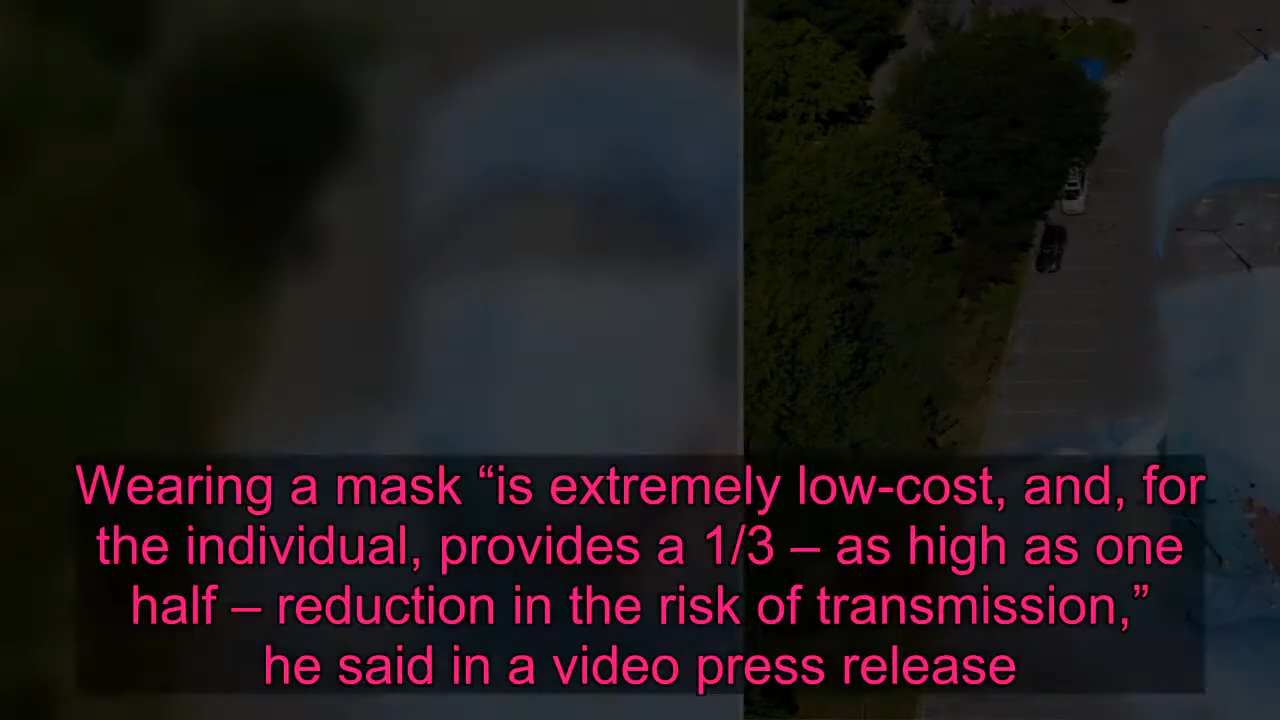 Wearing a mask “is extremely low-cost, and, for
the individual, provides a 1/3 – as high as one
half – reduction in the risk of transmission,”
he said in a video press release